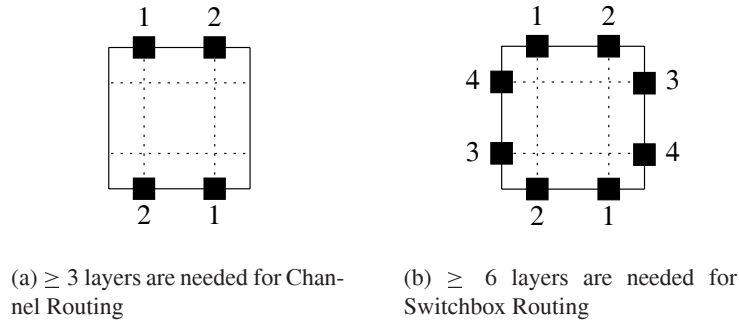 1 2
2 1
(a) ≥ 3 layers are needed for Chan-
nel Routing
1 2
4 3
3 4
2 1
(b) ≥ 6 layers are needed for
Switchbox Routing